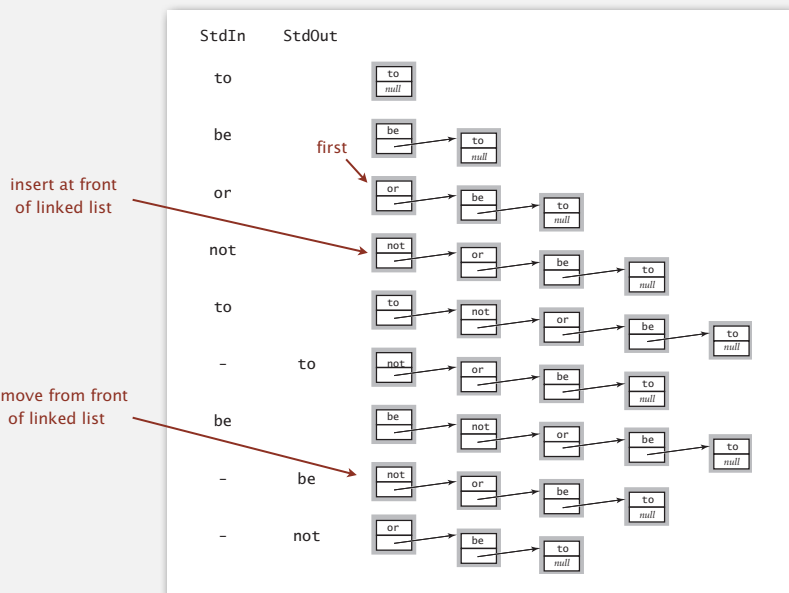 StdIn StdOut
to to
null
be be to
null
first
insert at front
of linked list
or or be to
null
not not or be to
null
to to not or be to
null
- to not or be to
null
move from front
of linked list
be be not or be to
null
- be not or be to
null
- not or be to
null